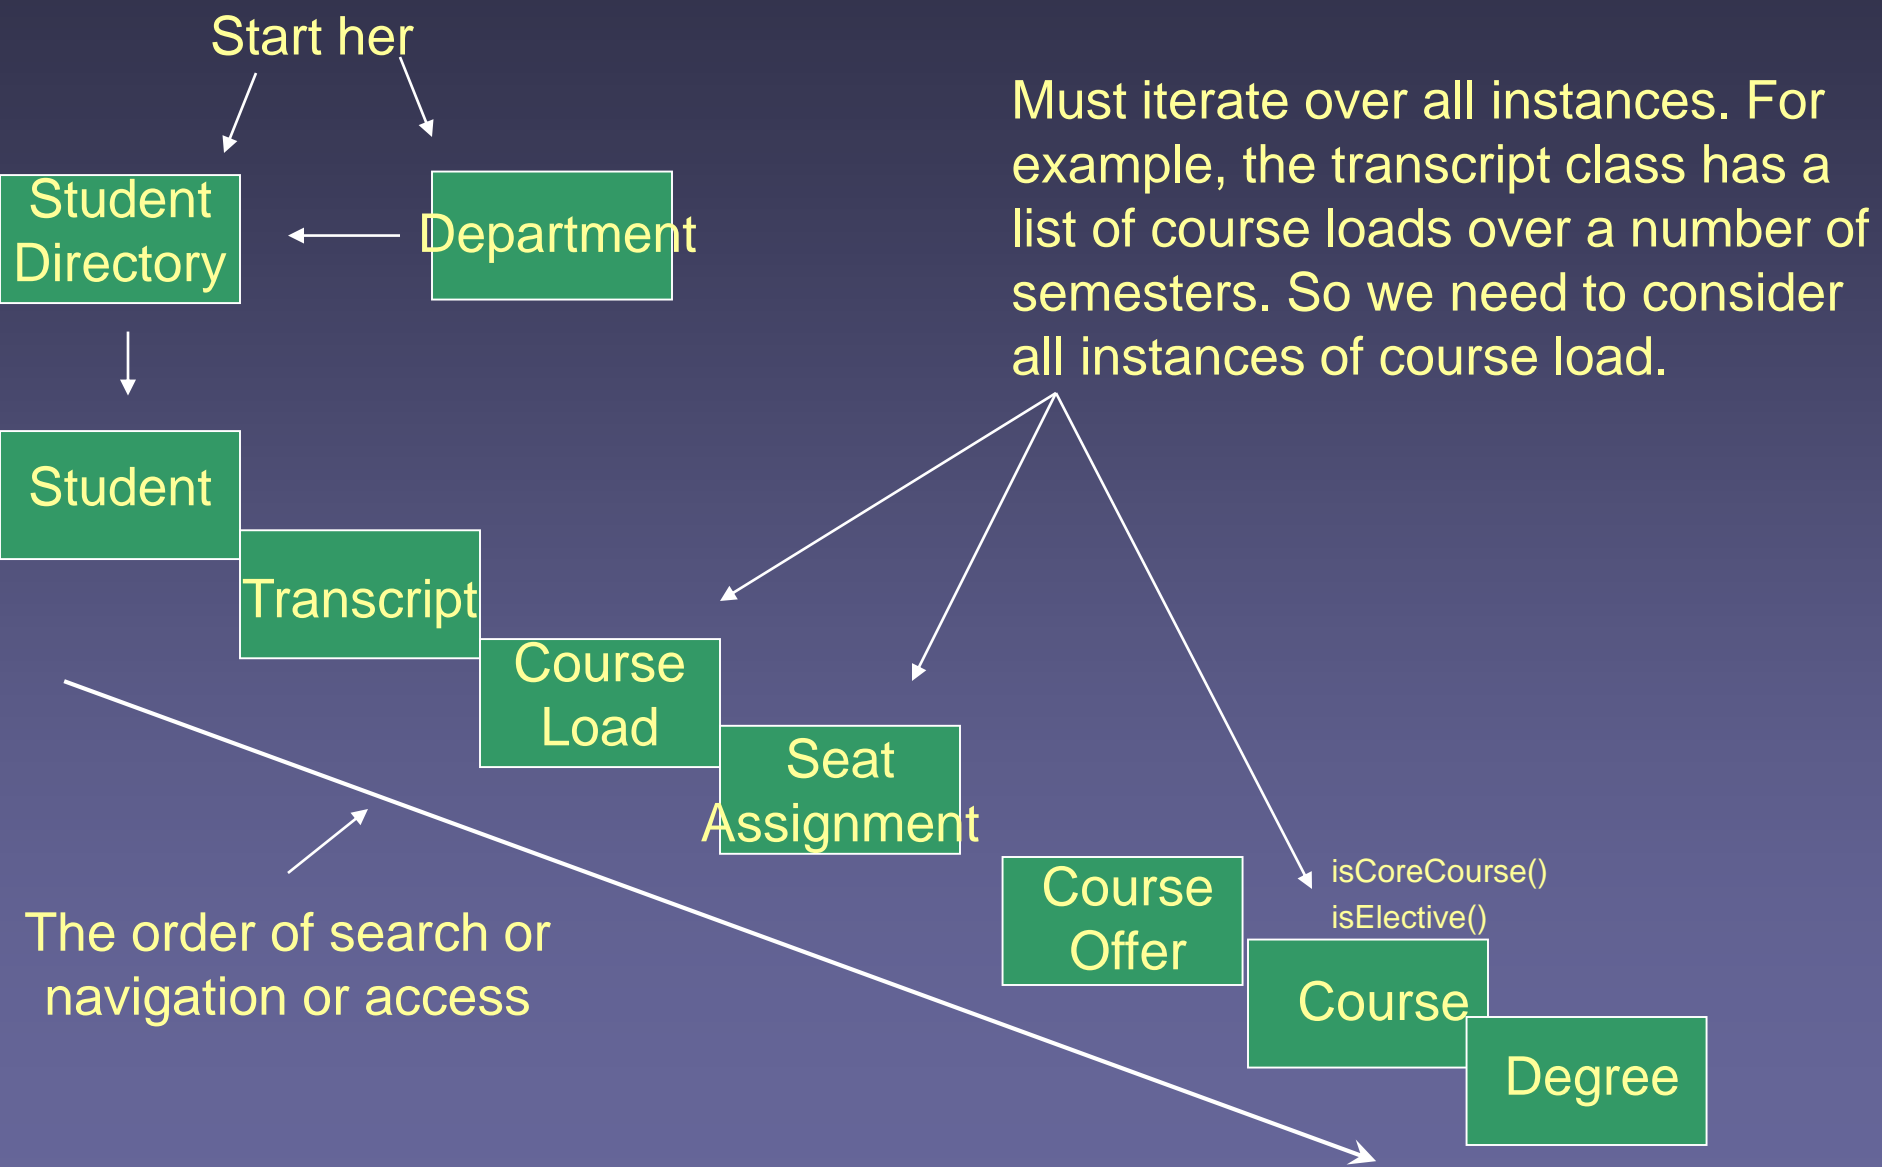 Start her
Must iterate over all instances. For
example, the transcript class has a
list of course loads over a number of
semesters. So we need to consider
all instances of course load.
Student
Directory
Department
Student
Transcript
Course
Load
Seat
Assignment
Course
Offer
isCoreCourse()
isElective()
Course
Degree
The order of search or
navigation or access